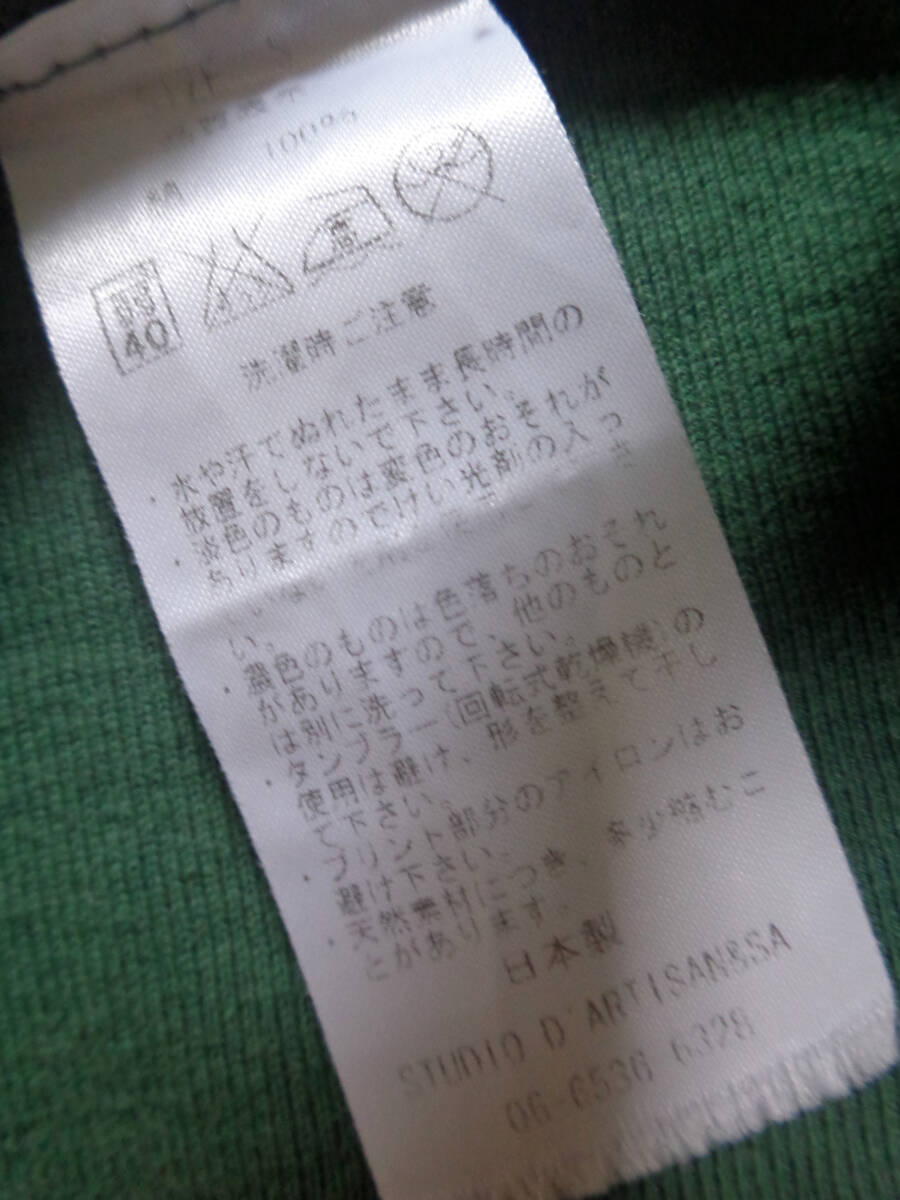 品質表示
綿 100%
40
高
洗濯時ご注意
・水や汗でぬれたまま長時間の
放置をしないで下さい。
・淡色のものは変色のおそれが
ありますのでけい光剤の入っ
い。
・濃色のものは色落ちのおそれ
がありますので、他のものと
は別に洗って下さい。
・タンブラー(回転式乾燥機)の
使用は避け、形を整えて干し
て下さい。
・プリント部分のアイロンはお
避け下さい。
・天然素材につき、多少縮むこ
とがあります。
日本製
STUDIO D'ARTISAN&SA
06-6536 6328